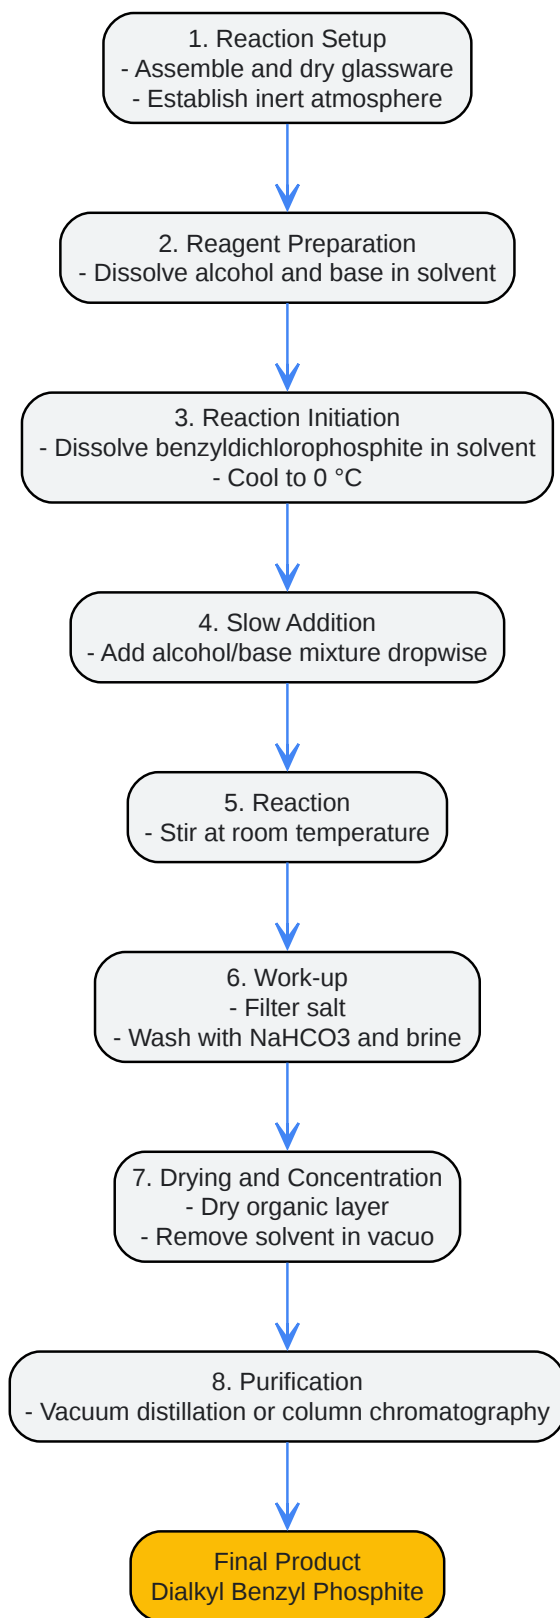 1. Reaction Setup
- Assemble and dry glassware
- Establish inert atmosphere
2. Reagent Preparation
- Dissolve alcohol and base in solvent
3. Reaction Initiation
- Dissolve benzyldichlorophosphite in solvent
- Cool to 0 °C
4. Slow Addition
- Add alcohol/base mixture dropwise
5. Reaction
- Stir at room temperature
6. Work-up
- Filter salt
- Wash with NaHCO3 and brine
7. Drying and Concentration
- Dry organic layer
- Remove solvent in vacuo
8. Purification
- Vacuum distillation or column chromatography
Final Product
Dialkyl Benzyl Phosphite